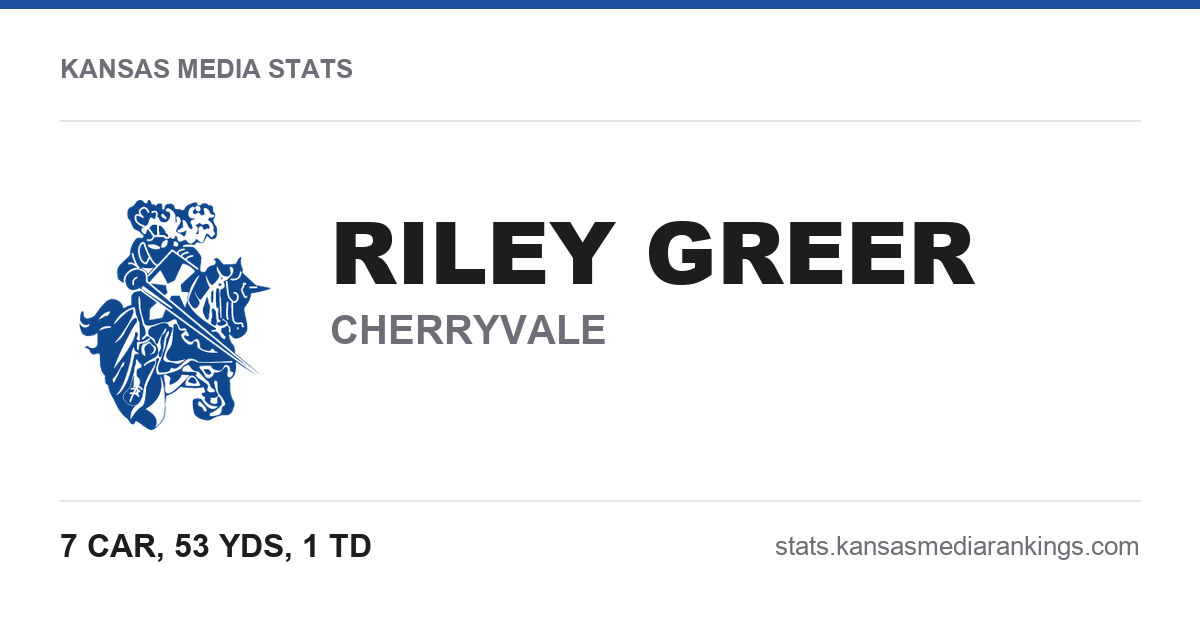 KANSAS MEDIA STATS
RILEY GREER
CHERRYVALE
7 CAR, 53 YDS, 1 TD
stats.kansasmediarankings.com